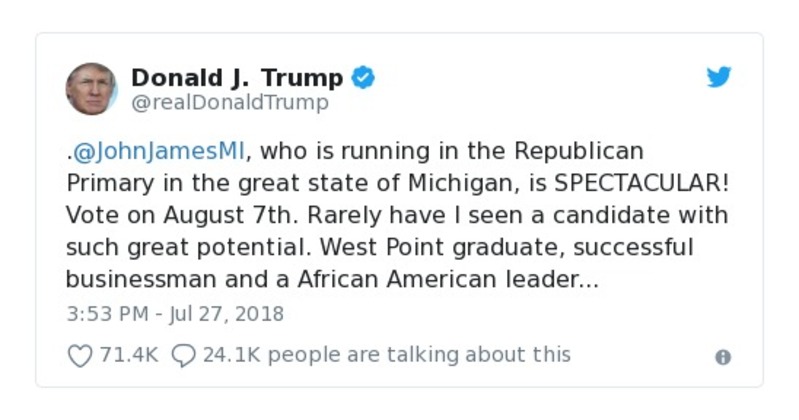 Donald J. Trump
@realDonaldTrump
.@JohnJamesMI, who is running in the Republican
Primary in the great state of Michigan, is SPECTACULAR!
Vote on August 7th. Rarely have I seen a candidate with
such great potential. West Point graduate, successful
businessman and a African American leader...
3:53 PM - Jul 27, 2018
71.4K 24.1K people are talking about this